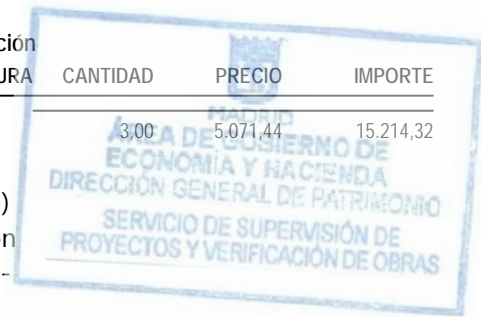 ción
URA CANTIDAD PRECIO IMPORTE
3,00 5.071,44 15.214,32
MADRID
ÁREA DE GOBIERNO DE
ECONOMÍA Y HACIENDA
DIRECCIÓN GENERAL DE PATRIMONIO
)
SERVICIO DE SUPERVISIÓN DE
ón
PROYECTOS Y VERIFICACIÓN DE OBRAS
-